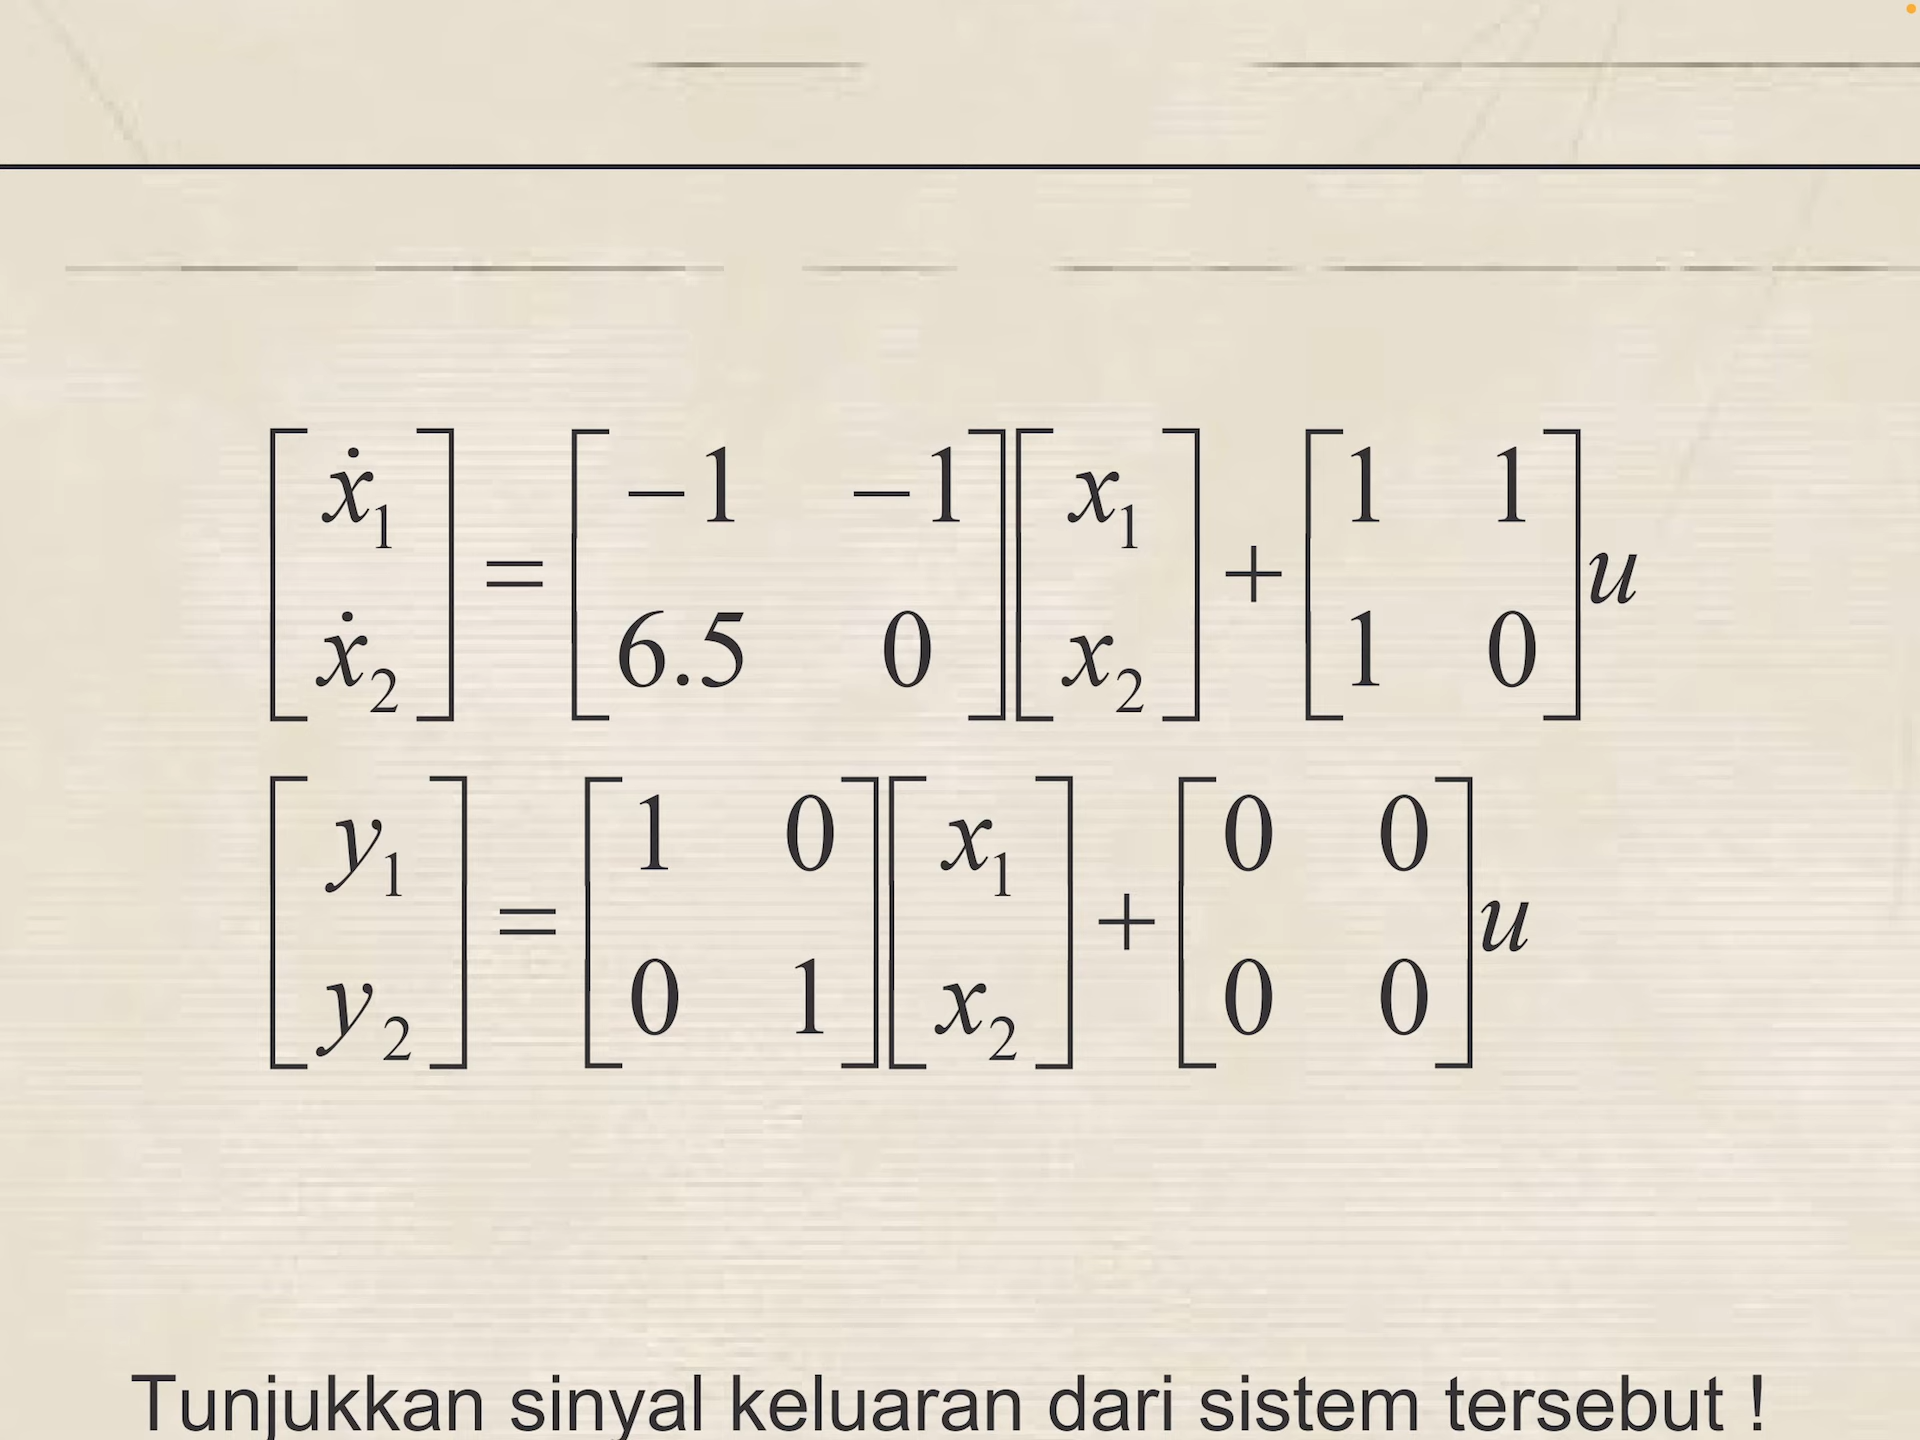 [ẋ₁; ẋ₂] = [−1 −1; 6.5 0][x₁; x₂] + [1 1; 1 0]u
[y₁; y₂] = [1 0; 0 1][x₁; x₂] + [0 0; 0 0]u
Tunjukkan sinyal keluaran dari sistem tersebut !